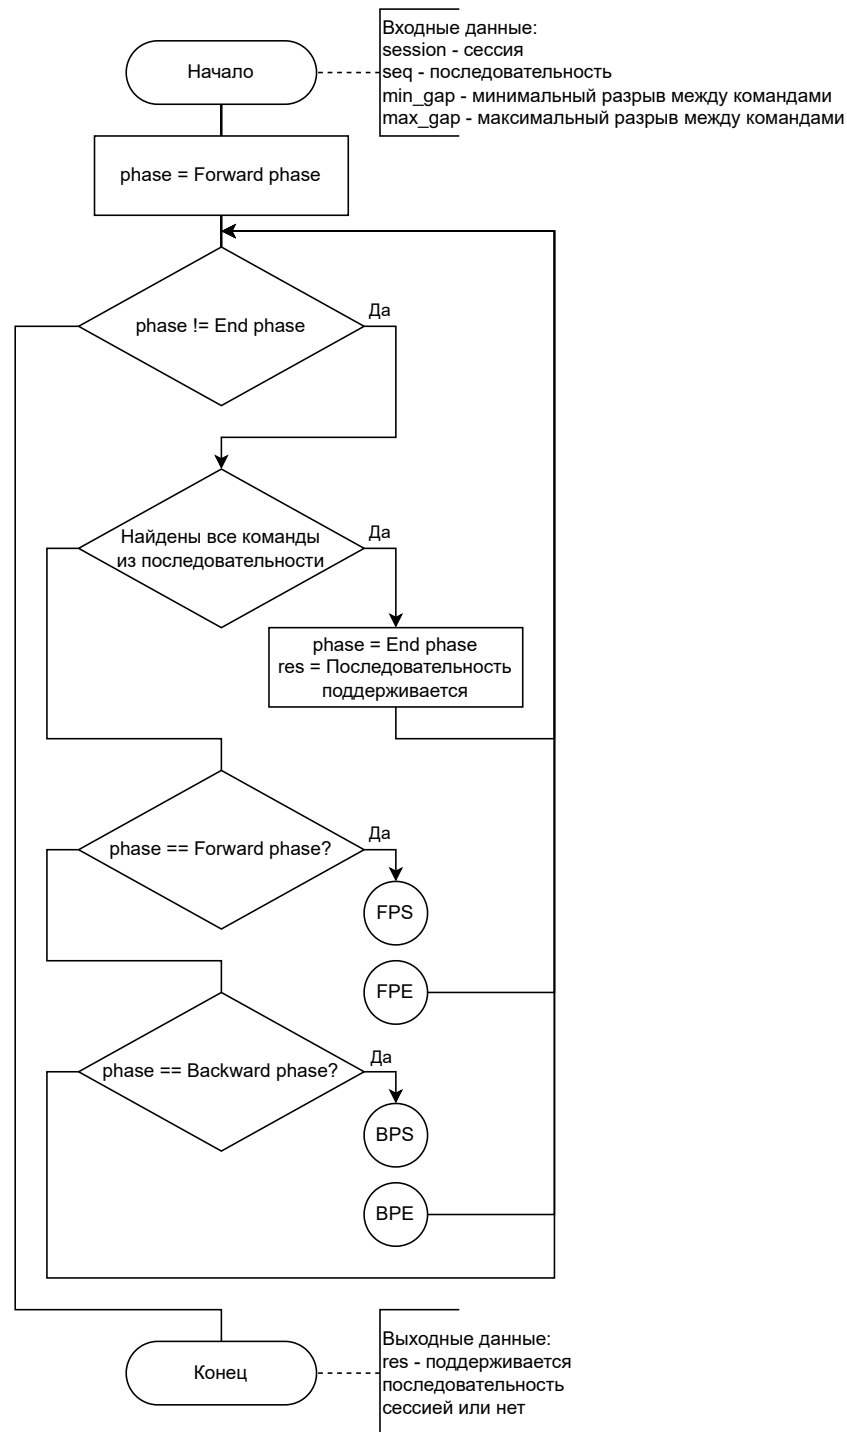 Входные данные:
session - сессия
seq - последовательность
min_gap - минимальный разрыв между командами
max_gap - максимальный разрыв между командами
Начало
phase = Forward phase
phase != End phase
Да
Найдены все команды
из последовательности
Да
phase = End phase
res = Последовательность
поддерживается
phase == Forward phase?
Да
FPS
FPE
phase == Backward phase?
Да
BPS
BPE
Конец
Выходные данные:
res - поддерживается
последовательность
сессией или нет